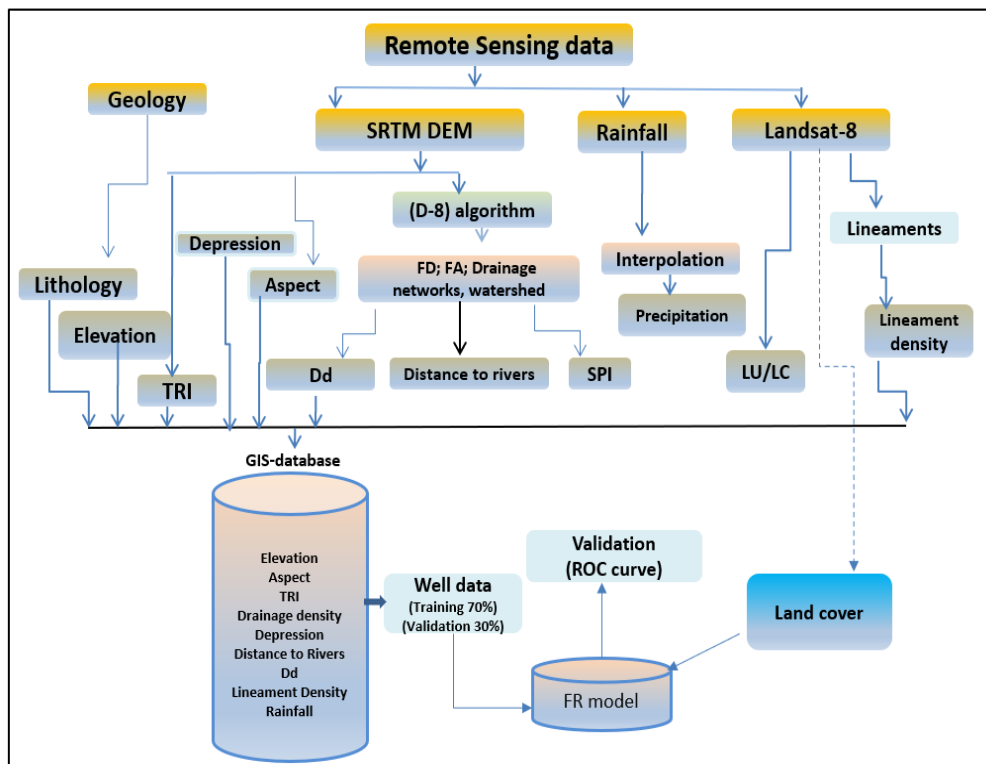 Remote Sensing data
Geology
SRTM DEM
Rainfall
Landsat-8
(D-8) algorithm
Lineaments
Depression
Interpolation
FD; FA; Drainage
networks, watershed
Lithology
Aspect
Precipitation
Elevation
Lineament
density
TRI
Dd
Distance to rivers
SPI
LU/LC
GIS-database
Elevation
Aspect
TRI
Drainage density
Depression
Distance to Rivers
Dd
Lineament Density
Rainfall
Well data
(Training 70%)
(Validation 30%)
Validation
(ROC curve)
Land cover
FR model